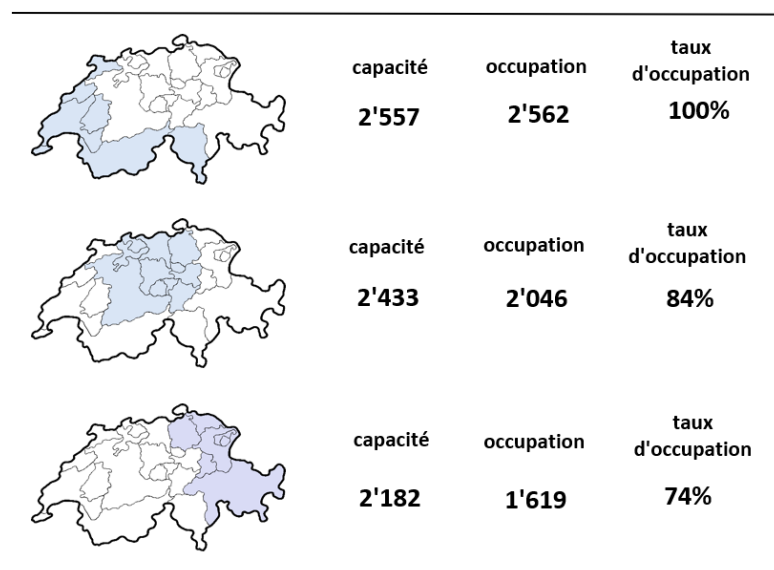 capacité occupation taux
d'occupation
2'557 2'562 100%
capacité occupation taux
d'occupation
2'433 2'046 84%
capacité occupation taux
d'occupation
2'182 1'619 74%